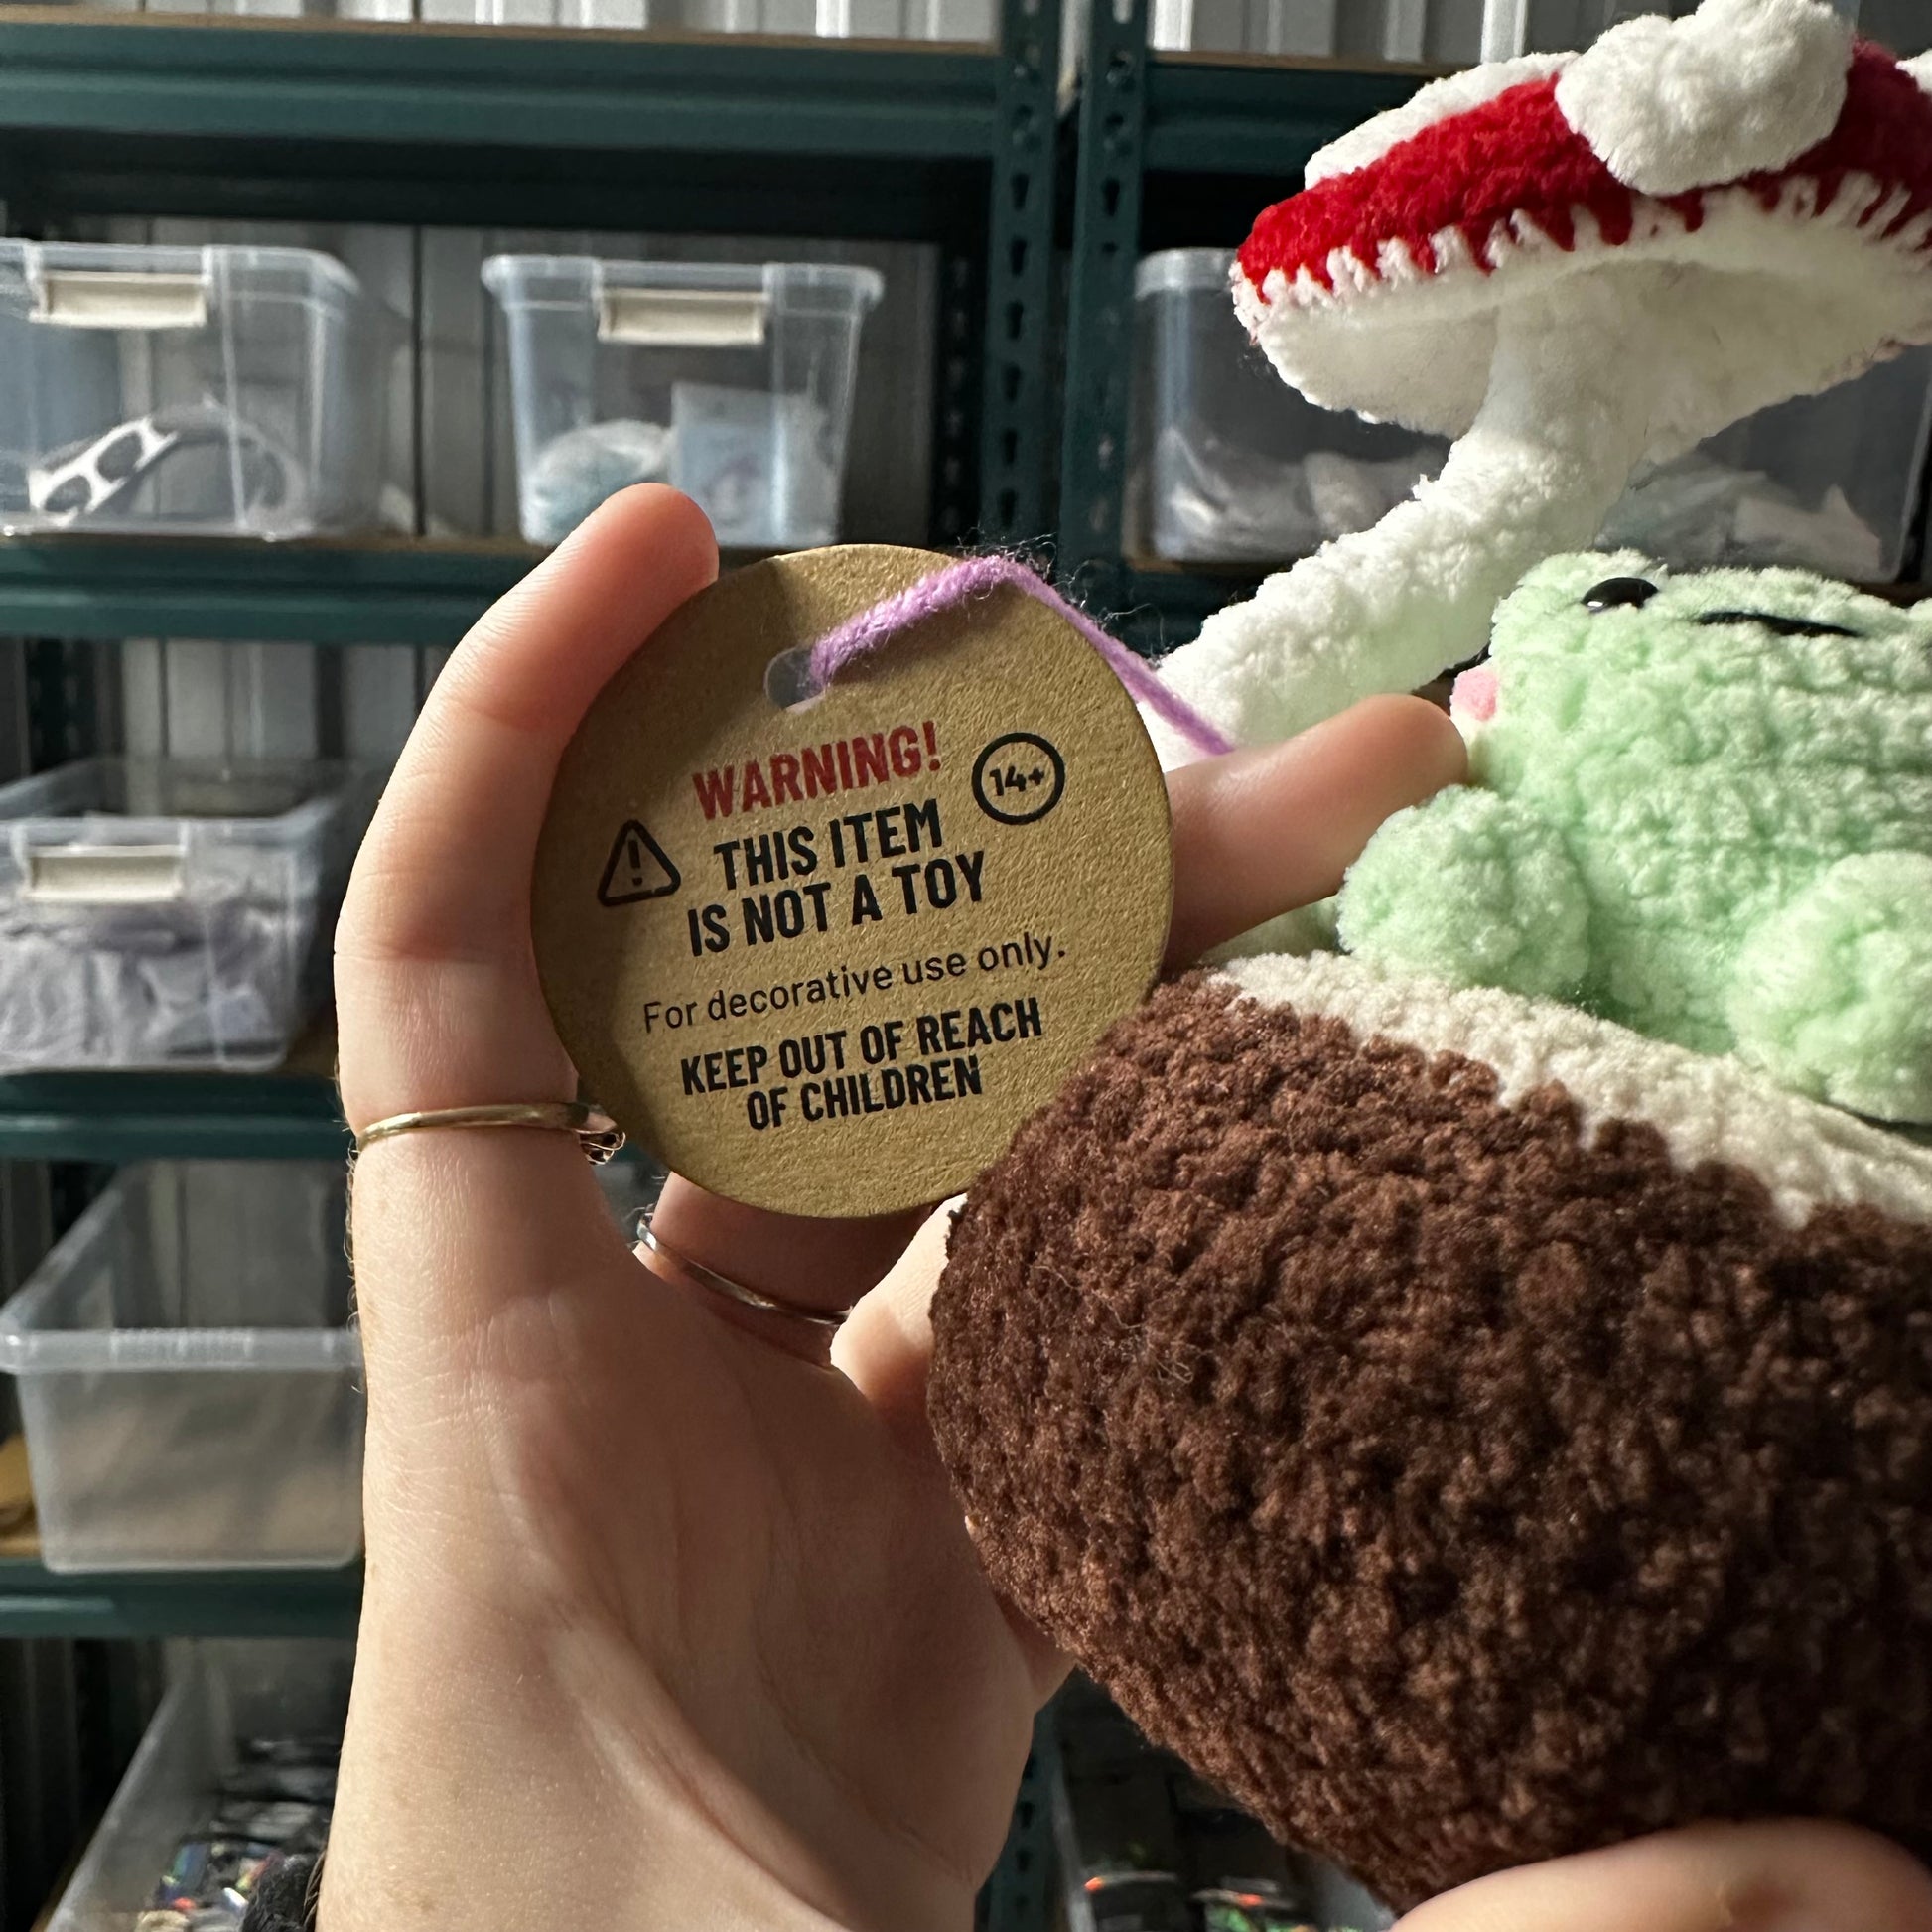 WARNING!
14+
THIS ITEM
IS NOT A TOY
For decorative use only.
KEEP OUT OF REACH
OF CHILDREN